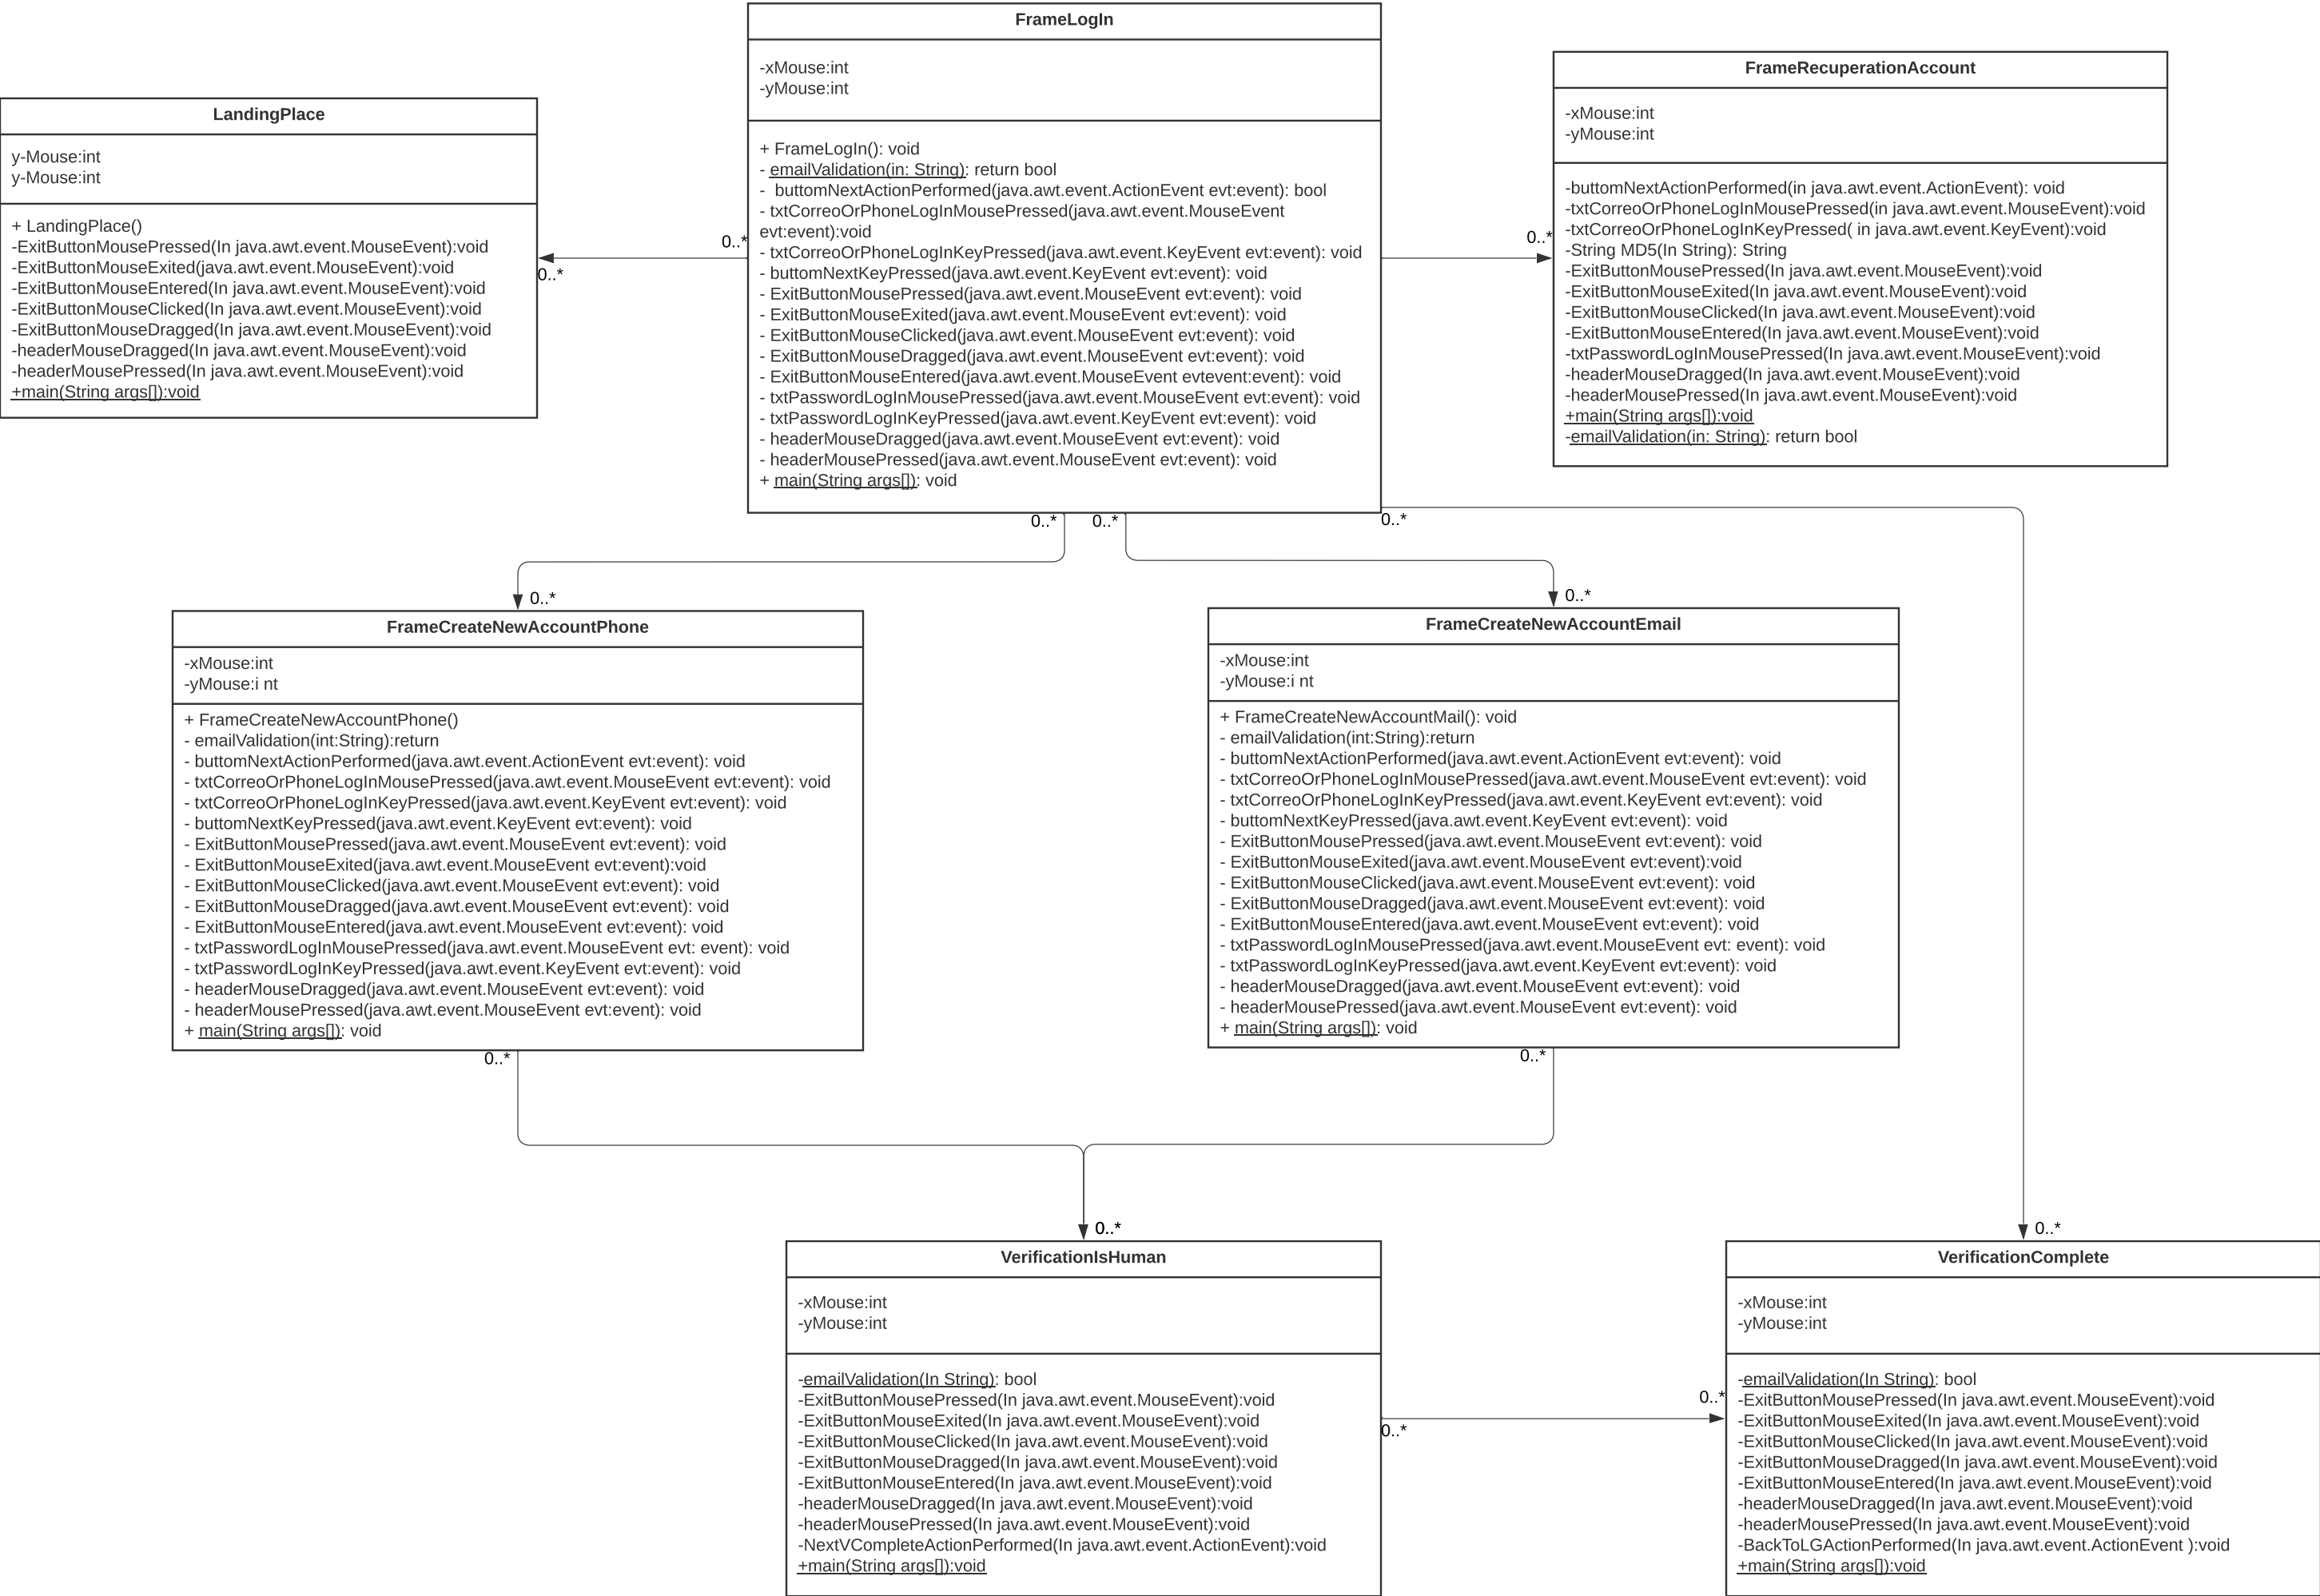 FrameLogIn
-xMouse:int
-yMouse:int
+ FrameLogIn(): void
- emailValidation(in: String): return bool
-  buttomNextActionPerformed(java.awt.event.ActionEvent evt:event): bool
- txtCorreoOrPhoneLogInMousePressed(java.awt.event.MouseEvent
evt:event):void
- txtCorreoOrPhoneLogInKeyPressed(java.awt.event.KeyEvent evt:event): void
- buttomNextKeyPressed(java.awt.event.KeyEvent evt:event): void
- ExitButtonMousePressed(java.awt.event.MouseEvent evt:event): void
- ExitButtonMouseExited(java.awt.event.MouseEvent evt:event): void
- ExitButtonMouseClicked(java.awt.event.MouseEvent evt:event): void
- ExitButtonMouseDragged(java.awt.event.MouseEvent evt:event): void
- ExitButtonMouseEntered(java.awt.event.MouseEvent evtevent:event): void
- txtPasswordLogInMousePressed(java.awt.event.MouseEvent evt:event): void
- txtPasswordLogInKeyPressed(java.awt.event.KeyEvent evt:event): void
- headerMouseDragged(java.awt.event.MouseEvent evt:event): void
- headerMousePressed(java.awt.event.MouseEvent evt:event): void
+ main(String args[]): void
LandingPlace
y-Mouse:int
y-Mouse:int
+ LandingPlace()
-ExitButtonMousePressed(In java.awt.event.MouseEvent):void
-ExitButtonMouseExited(java.awt.event.MouseEvent):void
-ExitButtonMouseEntered(In java.awt.event.MouseEvent):void
-ExitButtonMouseClicked(In java.awt.event.MouseEvent):void
-ExitButtonMouseDragged(In java.awt.event.MouseEvent):void
-headerMouseDragged(In java.awt.event.MouseEvent):void
-headerMousePressed(In java.awt.event.MouseEvent):void
+main(String args[]):void
0..*
0..*
FrameRecuperationAccount
-xMouse:int
-yMouse:int
-buttomNextActionPerformed(in java.awt.event.ActionEvent): void
-txtCorreoOrPhoneLogInMousePressed(in java.awt.event.MouseEvent):void
-txtCorreoOrPhoneLogInKeyPressed( in java.awt.event.KeyEvent):void
-String MD5(In String): String
-ExitButtonMousePressed(In java.awt.event.MouseEvent):void
-ExitButtonMouseExited(In java.awt.event.MouseEvent):void
-ExitButtonMouseClicked(In java.awt.event.MouseEvent):void
-ExitButtonMouseEntered(In java.awt.event.MouseEvent):void
-txtPasswordLogInMousePressed(In java.awt.event.MouseEvent):void
-headerMouseDragged(In java.awt.event.MouseEvent):void
-headerMousePressed(In java.awt.event.MouseEvent):void
+main(String args[]):void
-emailValidation(in: String): return bool
0..*
0..*
0..*
0..*
0..*
0..*
FrameCreateNewAccountPhone
-xMouse:int
-yMouse:i nt
+ FrameCreateNewAccountPhone()
- emailValidation(int:String):return
- buttomNextActionPerformed(java.awt.event.ActionEvent evt:event): void
- txtCorreoOrPhoneLogInMousePressed(java.awt.event.MouseEvent evt:event): void
- txtCorreoOrPhoneLogInKeyPressed(java.awt.event.KeyEvent evt:event): void
- buttomNextKeyPressed(java.awt.event.KeyEvent evt:event): void
- ExitButtonMousePressed(java.awt.event.MouseEvent evt:event): void
- ExitButtonMouseExited(java.awt.event.MouseEvent evt:event):void
- ExitButtonMouseClicked(java.awt.event.MouseEvent evt:event): void
- ExitButtonMouseDragged(java.awt.event.MouseEvent evt:event): void
- ExitButtonMouseEntered(java.awt.event.MouseEvent evt:event): void
- txtPasswordLogInMousePressed(java.awt.event.MouseEvent evt: event): void
- txtPasswordLogInKeyPressed(java.awt.event.KeyEvent evt:event): void
- headerMouseDragged(java.awt.event.MouseEvent evt:event): void
- headerMousePressed(java.awt.event.MouseEvent evt:event): void
+ main(String args[]): void
FrameCreateNewAccountEmail
-xMouse:int
-yMouse:i nt
+ FrameCreateNewAccountMail(): void
- emailValidation(int:String):return
- buttomNextActionPerformed(java.awt.event.ActionEvent evt:event): void
- txtCorreoOrPhoneLogInMousePressed(java.awt.event.MouseEvent evt:event): void
- txtCorreoOrPhoneLogInKeyPressed(java.awt.event.KeyEvent evt:event): void
- buttomNextKeyPressed(java.awt.event.KeyEvent evt:event): void
- ExitButtonMousePressed(java.awt.event.MouseEvent evt:event): void
- ExitButtonMouseExited(java.awt.event.MouseEvent evt:event):void
- ExitButtonMouseClicked(java.awt.event.MouseEvent evt:event): void
- ExitButtonMouseDragged(java.awt.event.MouseEvent evt:event): void
- ExitButtonMouseEntered(java.awt.event.MouseEvent evt:event): void
- txtPasswordLogInMousePressed(java.awt.event.MouseEvent evt: event): void
- txtPasswordLogInKeyPressed(java.awt.event.KeyEvent evt:event): void
- headerMouseDragged(java.awt.event.MouseEvent evt:event): void
- headerMousePressed(java.awt.event.MouseEvent evt:event): void
+ main(String args[]): void
0..*
0..*
0..*
0..*
VerificationIsHuman
-xMouse:int
-yMouse:int
-emailValidation(In String): bool
-ExitButtonMousePressed(In java.awt.event.MouseEvent):void
-ExitButtonMouseExited(In java.awt.event.MouseEvent):void
-ExitButtonMouseClicked(In java.awt.event.MouseEvent):void
-ExitButtonMouseDragged(In java.awt.event.MouseEvent):void
-ExitButtonMouseEntered(In java.awt.event.MouseEvent):void
-headerMouseDragged(In java.awt.event.MouseEvent):void
-headerMousePressed(In java.awt.event.MouseEvent):void
-NextVCompleteActionPerformed(In java.awt.event.ActionEvent):void
+main(String args[]):void
0..*
0..*
VerificationComplete
-xMouse:int
-yMouse:int
-emailValidation(In String): bool
-ExitButtonMousePressed(In java.awt.event.MouseEvent):void
-ExitButtonMouseExited(In java.awt.event.MouseEvent):void
-ExitButtonMouseClicked(In java.awt.event.MouseEvent):void
-ExitButtonMouseDragged(In java.awt.event.MouseEvent):void
-ExitButtonMouseEntered(In java.awt.event.MouseEvent):void
-headerMouseDragged(In java.awt.event.MouseEvent):void
-headerMousePressed(In java.awt.event.MouseEvent):void
-BackToLGActionPerformed(In java.awt.event.ActionEvent ):void
+main(String args[]):void